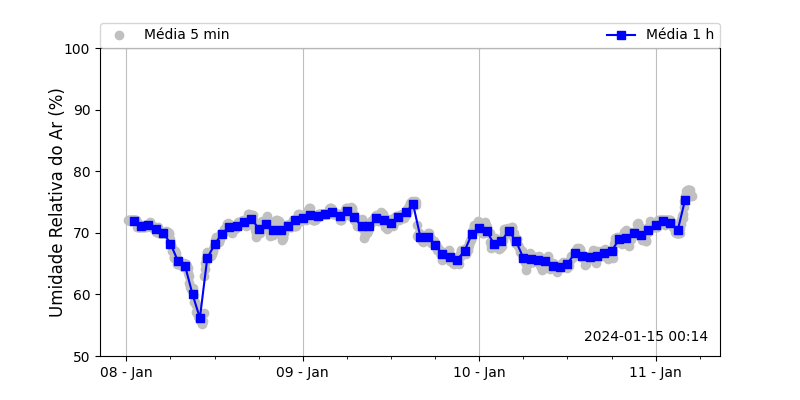 Média 5 min
Média 1 h
Umidade Relativa do Ar (%)
100
90
80
70
60
50
2024-01-15 00:14
08 - Jan
09 - Jan
10 - Jan
11 - Jan